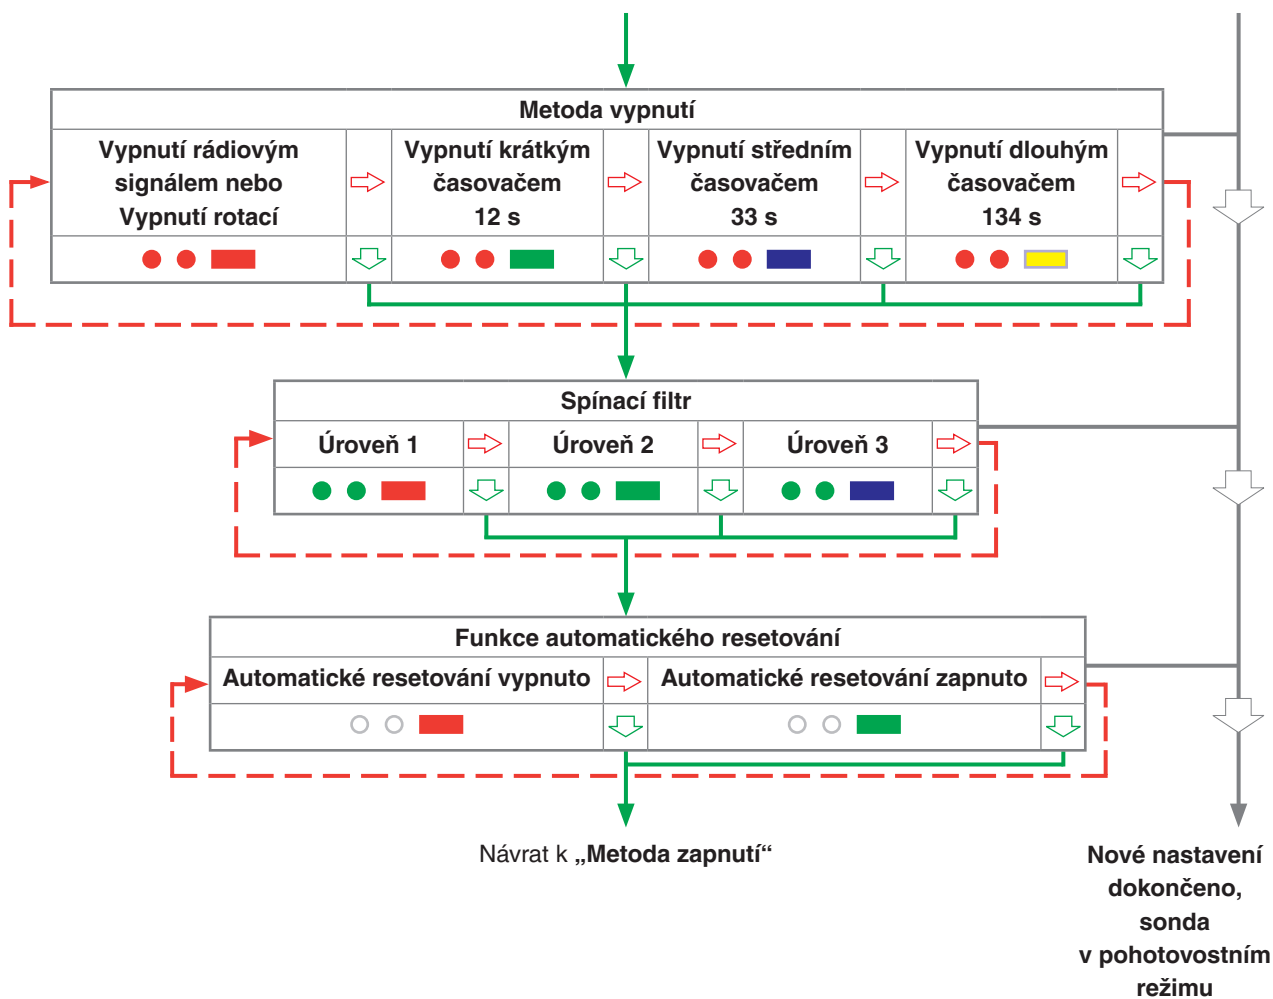 Metoda vypnutí
Vypnutí rádiovým
signálem nebo
Vypnutí rotací
Vypnutí krátkým
časovačem
12 s
Vypnutí středním
časovačem
33 s
Vypnutí dlouhým
časovačem
134 s
Spínací filtr
Úroveň 1
Úroveň 2
Úroveň 3
Funkce automatického resetování
Automatické resetování vypnuto
Automatické resetování zapnuto
Návrat k „Metoda zapnutí“
Nové nastavení
dokončeno,
sonda
v pohotovostním
režimu